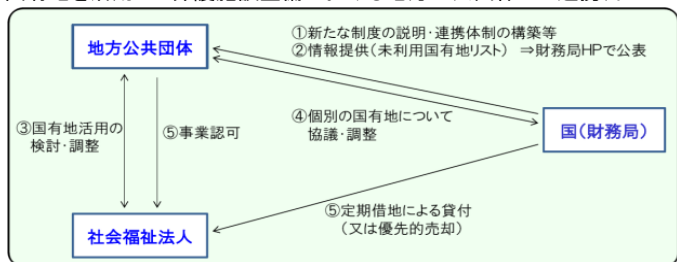 地方公共団体
①新たな制度の説明・連携体制の構築等
②情報提供(未利用国有地リスト) ⇒財務局HPで公表
③国有地活用の
検討・調整
⑤事業認可
④個別の国有地について
協議・調整
国(財務局)
⑤定期借地による貸付
(又は優先的売却)
社会福祉法人